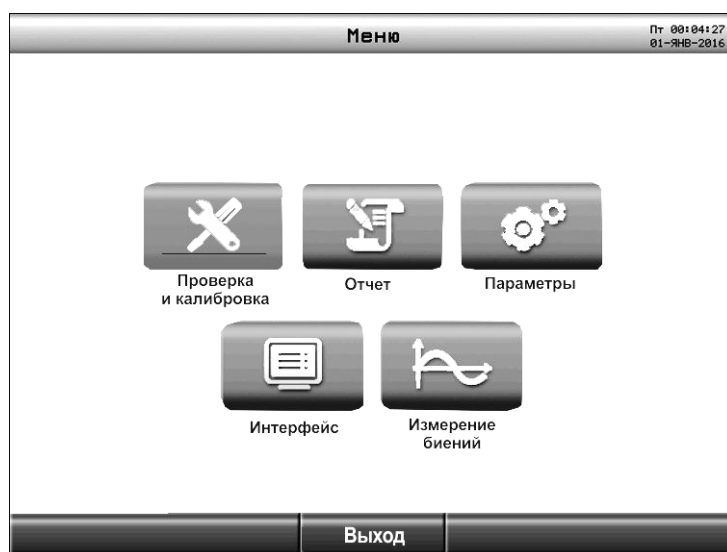 Меню
Пт 00:04:27
01-ЯНВ-2016
Проверка
и калибровка
Отчет
Параметры
Интерфейс
Измерение
биений
Выход